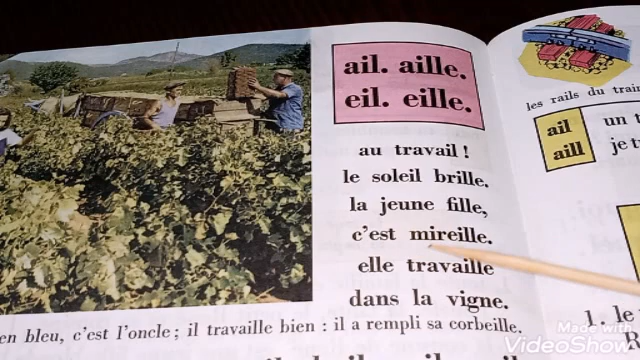 ail. aille.
eil. eille.
au travail !
le soleil brille.
la jeune fille,
c'est mireille.
elle travaille
dans la vigne.
en bleu, c'est l'oncle ; il travaille bien : il a rempli sa corbeille.
les rails du train
ail
aill
un t
je t
1. le
Made with
VideoShow